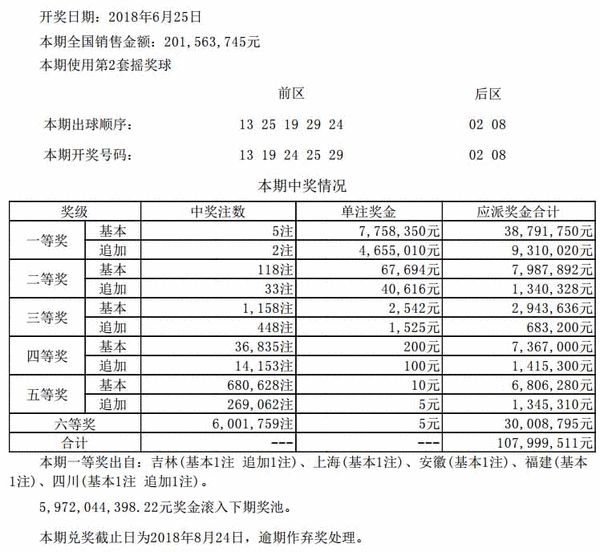 开奖日期：2018年6月25日
本期全国销售金额：201,563,745元
本期使用第2套摇奖球
前区 后区
本期出球顺序： 13 25 19 29 24 02 08
本期开奖号码： 13 19 24 25 29 02 08
本期中奖情况
奖级 中奖注数 单注奖金 应派奖金合计
一等奖 基本 5注 7,758,350元 38,791,750元
追加 2注 4,655,010元 9,310,020元
二等奖 基本 118注 67,694元 7,987,892元
追加 33注 40,616元 1,340,328元
三等奖 基本 1,158注 2,542元 2,943,636元
追加 448注 1,525元 683,200元
四等奖 基本 36,835注 200元 7,367,000元
追加 14,153注 100元 1,415,300元
五等奖 基本 680,628注 10元 6,806,280元
追加 269,062注 5元 1,345,310元
六等奖 6,001,759注 5元 30,008,795元
合计 --- --- 107,999,511元
本期一等奖出自：吉林(基本1注 追加1注)、上海(基本1注)、安徽(基本1注)、福建(基本
1注)、四川(基本1注 追加1注)。
5,972,044,398.22元奖金滚入下期奖池。
本期兑奖截止日为2018年8月24日，逾期作弃奖处理。